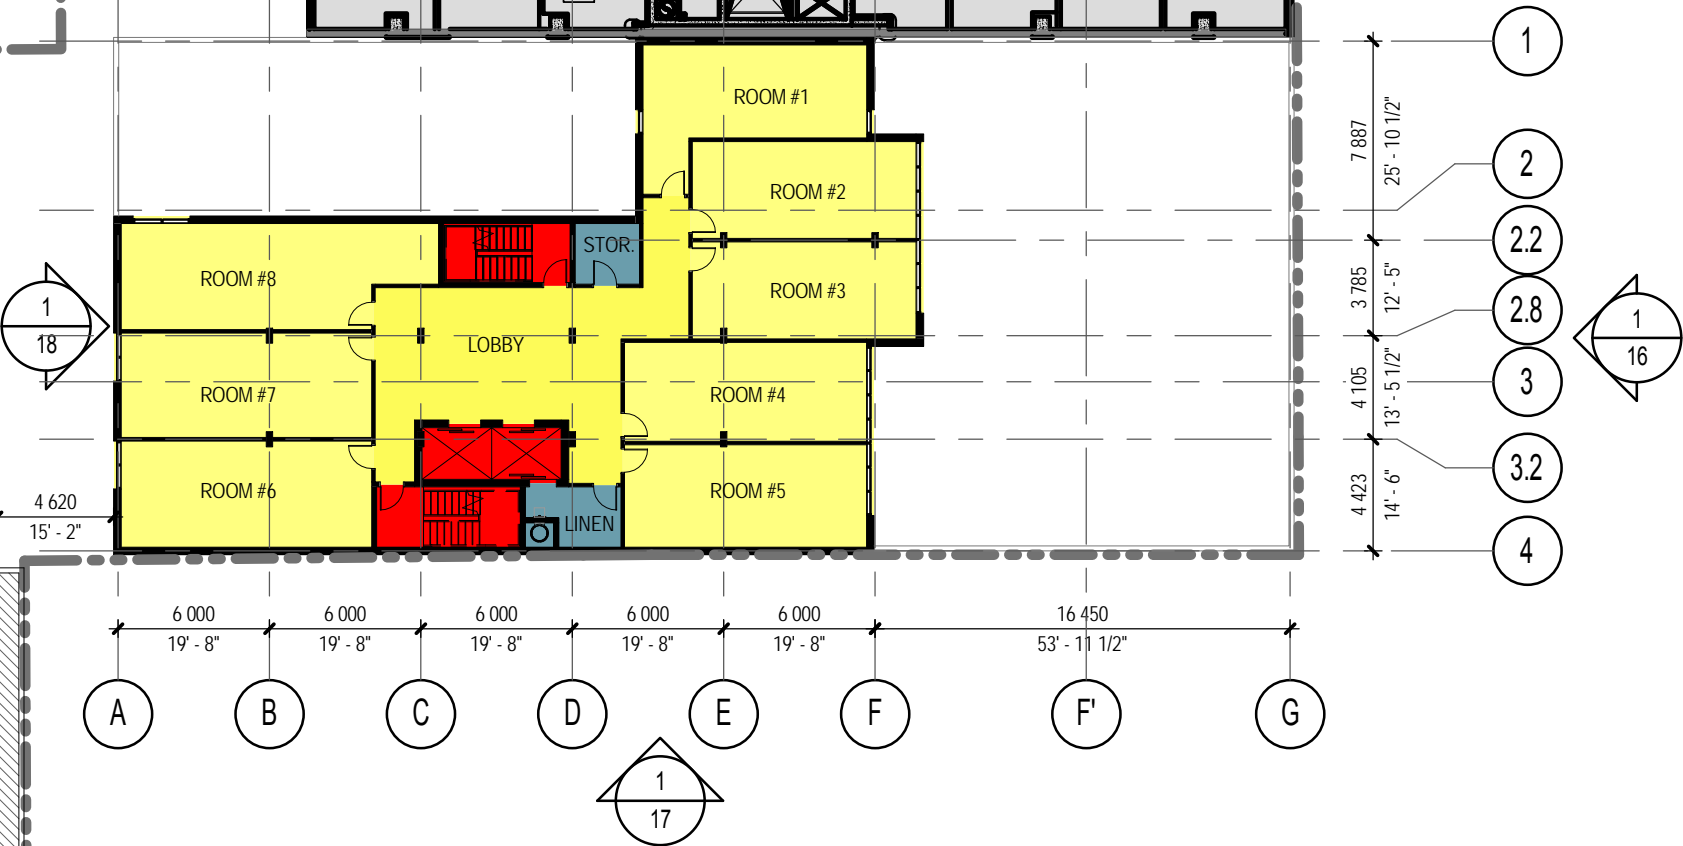 1
ROOM #1
7 887
25' - 10 1/2"
2
ROOM #2
STOR.
2.2
ROOM #8
ROOM #3
3 785
12' - 5"
1
18
2.8
1
16
LOBBY
ROOM #7
ROOM #4
4 105
13' - 5 1/2"
3
3.2
ROOM #6
ROOM #5
4 423
14' - 6"
4 620
15' - 2"
LINEN
4
6 000
6 000
6 000
6 000
6 000
16 450
19' - 8"
19' - 8"
19' - 8"
19' - 8"
19' - 8"
53' - 11 1/2"
A
B
C
D
E
F
F'
G
1
17